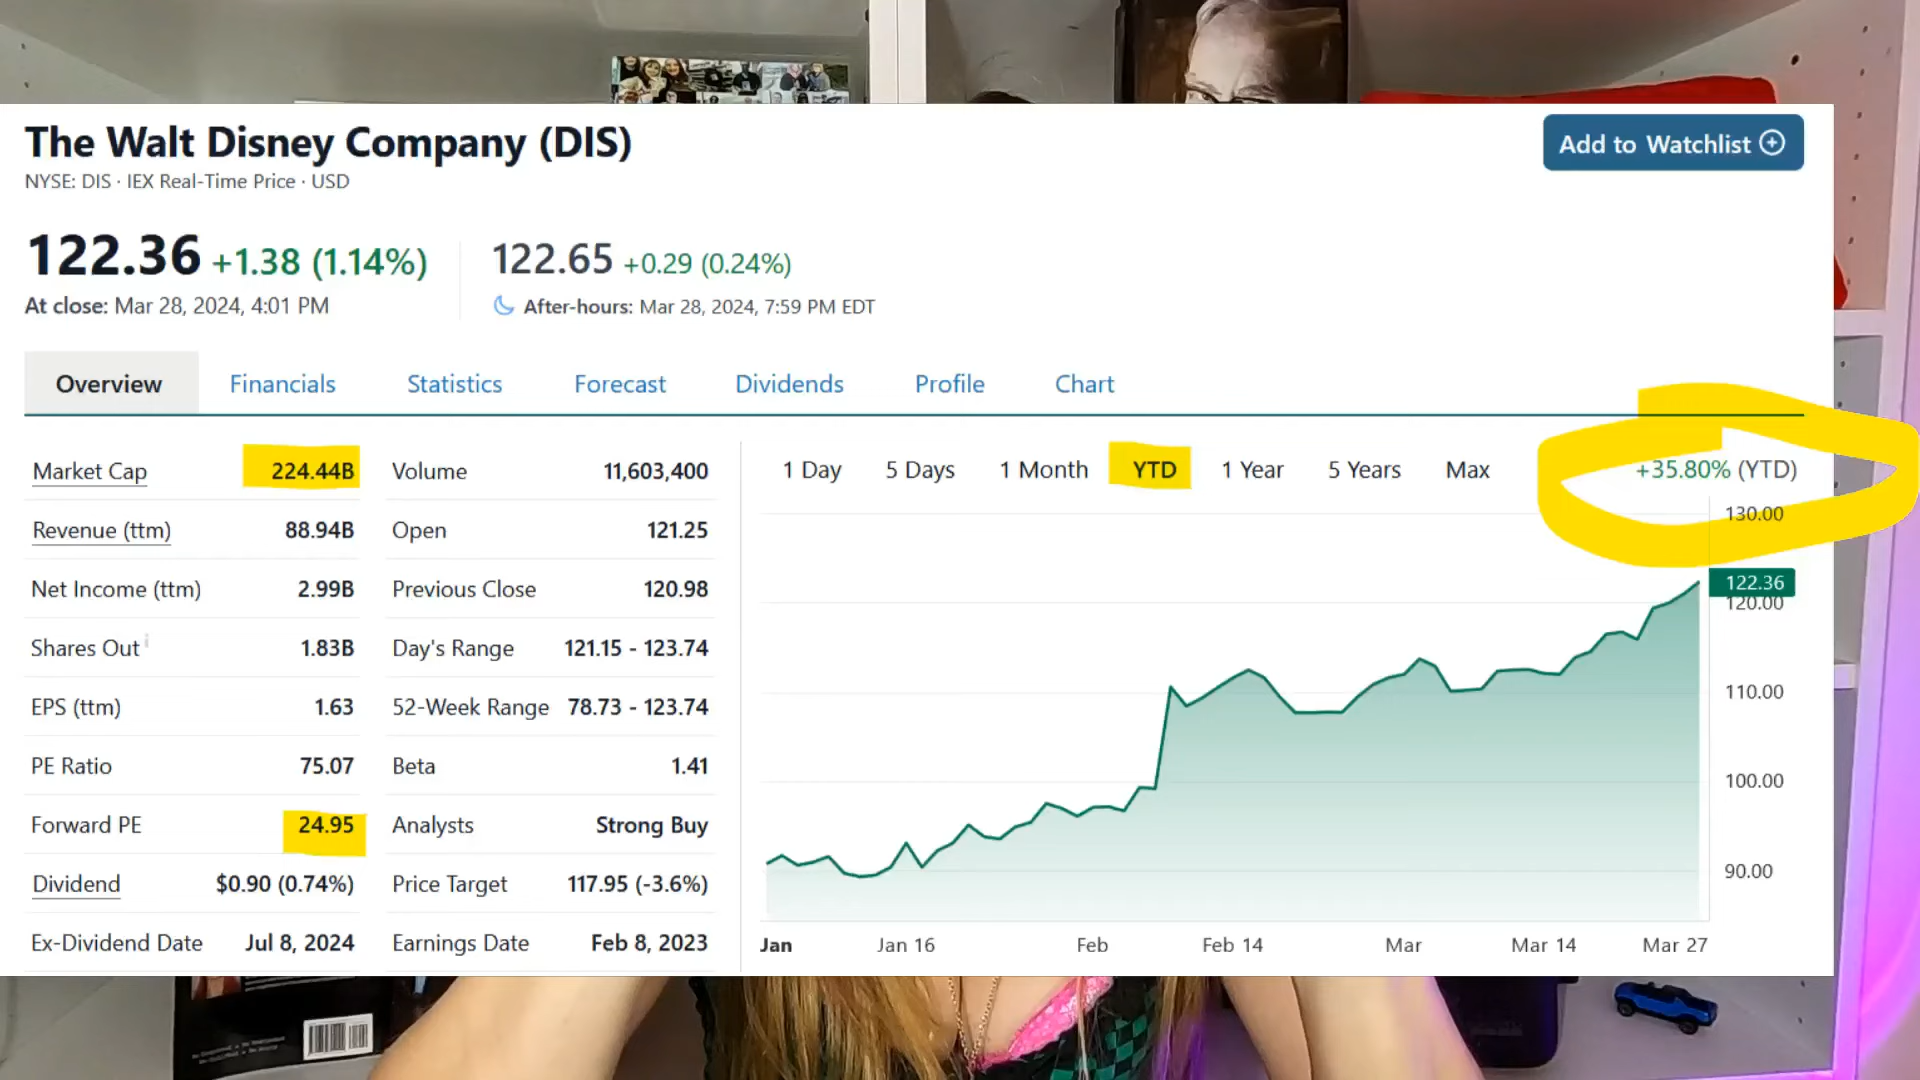 The Walt Disney Company (DIS)
Add to Watchlist
NYSE: DIS · IEX Real-Time Price · USD
122.36 +1.38 (1.14%)
122.65 +0.29 (0.24%)
At close: Mar 28, 2024, 4:01 PM
After-hours: Mar 28, 2024, 7:59 PM EDT
Overview Financials Statistics Forecast Dividends Profile Chart
Market Cap 224.44B
Revenue (ttm) 88.94B
Net Income (ttm) 2.99B
Shares Out i 1.83B
EPS (ttm) 1.63
PE Ratio 75.07
Forward PE 24.95
Dividend $0.90 (0.74%)
Ex-Dividend Date Jul 8, 2024
Volume 11,603,400
Open 121.25
Previous Close 120.98
Day's Range 121.15 - 123.74
52-Week Range 78.73 - 123.74
Beta 1.41
Analysts Strong Buy
Price Target 117.95 (-3.6%)
Earnings Date Feb 8, 2023
1 Day 5 Days 1 Month YTD 1 Year 5 Years Max +35.80% (YTD)
130.00
122.36
120.00
110.00
100.00
90.00
Jan Jan 16 Feb Feb 14 Mar Mar 14 Mar 27